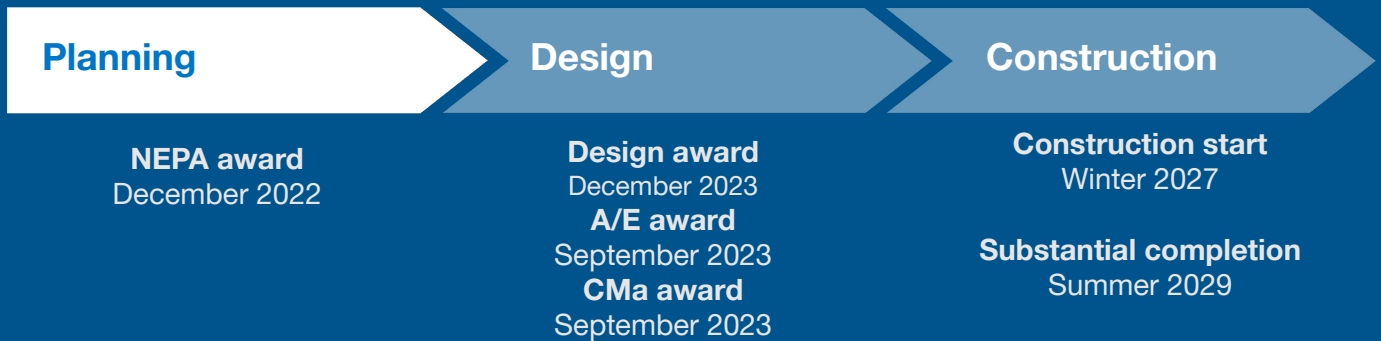 Planning
Design
Construction
NEPA award
December 2022
Design award
December 2023
A/E award
September 2023
CMa award
September 2023
Construction start
Winter 2027
Substantial completion
Summer 2029